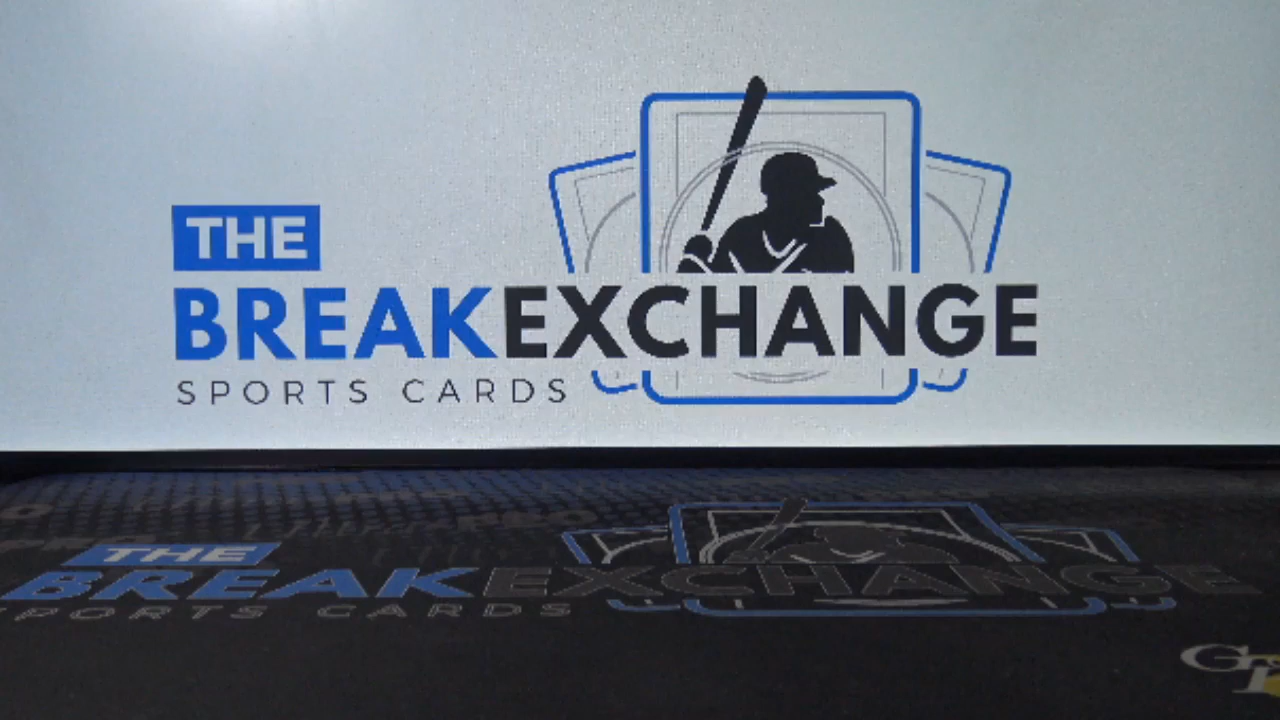 THE
BREAKEXCHANGE
SPORTS CARDS
THE
BREAKEXCHANGE
SPORTS CARDS